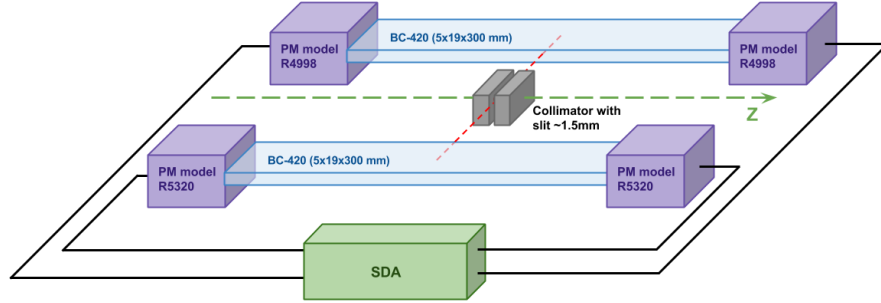 PM model
R4998
BC-420 (5x19x300 mm)
PM model
R4998
Collimator with
slit ~1.5mm
Z
PM model
R5320
BC-420 (5x19x300 mm)
PM model
R5320
SDA